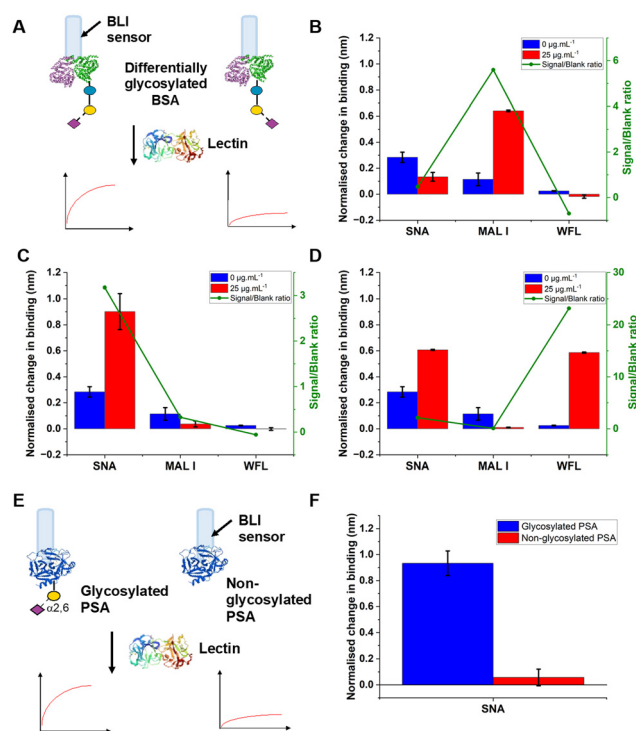 A
BLI
sensor
Differentially
glycosylated
BSA
Lectin
B
Normalised change in binding (nm)
1.2
1.0
0.8
0.6
0.4
0.2
0.0
−0.2
SNA
MAL I
WFL
0 µg.mL⁻¹
25 µg.mL⁻¹
Signal/Blank ratio
6
4
2
0
Signal/Blank ratio
C
Normalised change in binding (nm)
1.2
1.0
0.8
0.6
0.4
0.2
0.0
−0.2
SNA
MAL I
WFL
0 µg.mL⁻¹
25 µg.mL⁻¹
Signal/Blank ratio
3
2
1
0
Signal/Blank ratio
D
Normalised change in binding (nm)
1.2
1.0
0.8
0.6
0.4
0.2
0.0
−0.2
SNA
MAL I
WFL
0 µg.mL⁻¹
25 µg.mL⁻¹
Signal/Blank ratio
30
20
10
0
Signal/Blank ratio
E
α2,6
Glycosylated
PSA
BLI
sensor
Non-
glycosylated
PSA
Lectin
F
Normalised change in binding (nm)
1.2
1.0
0.8
0.6
0.4
0.2
0.0
SNA
Glycosylated PSA
Non-glycosylated PSA